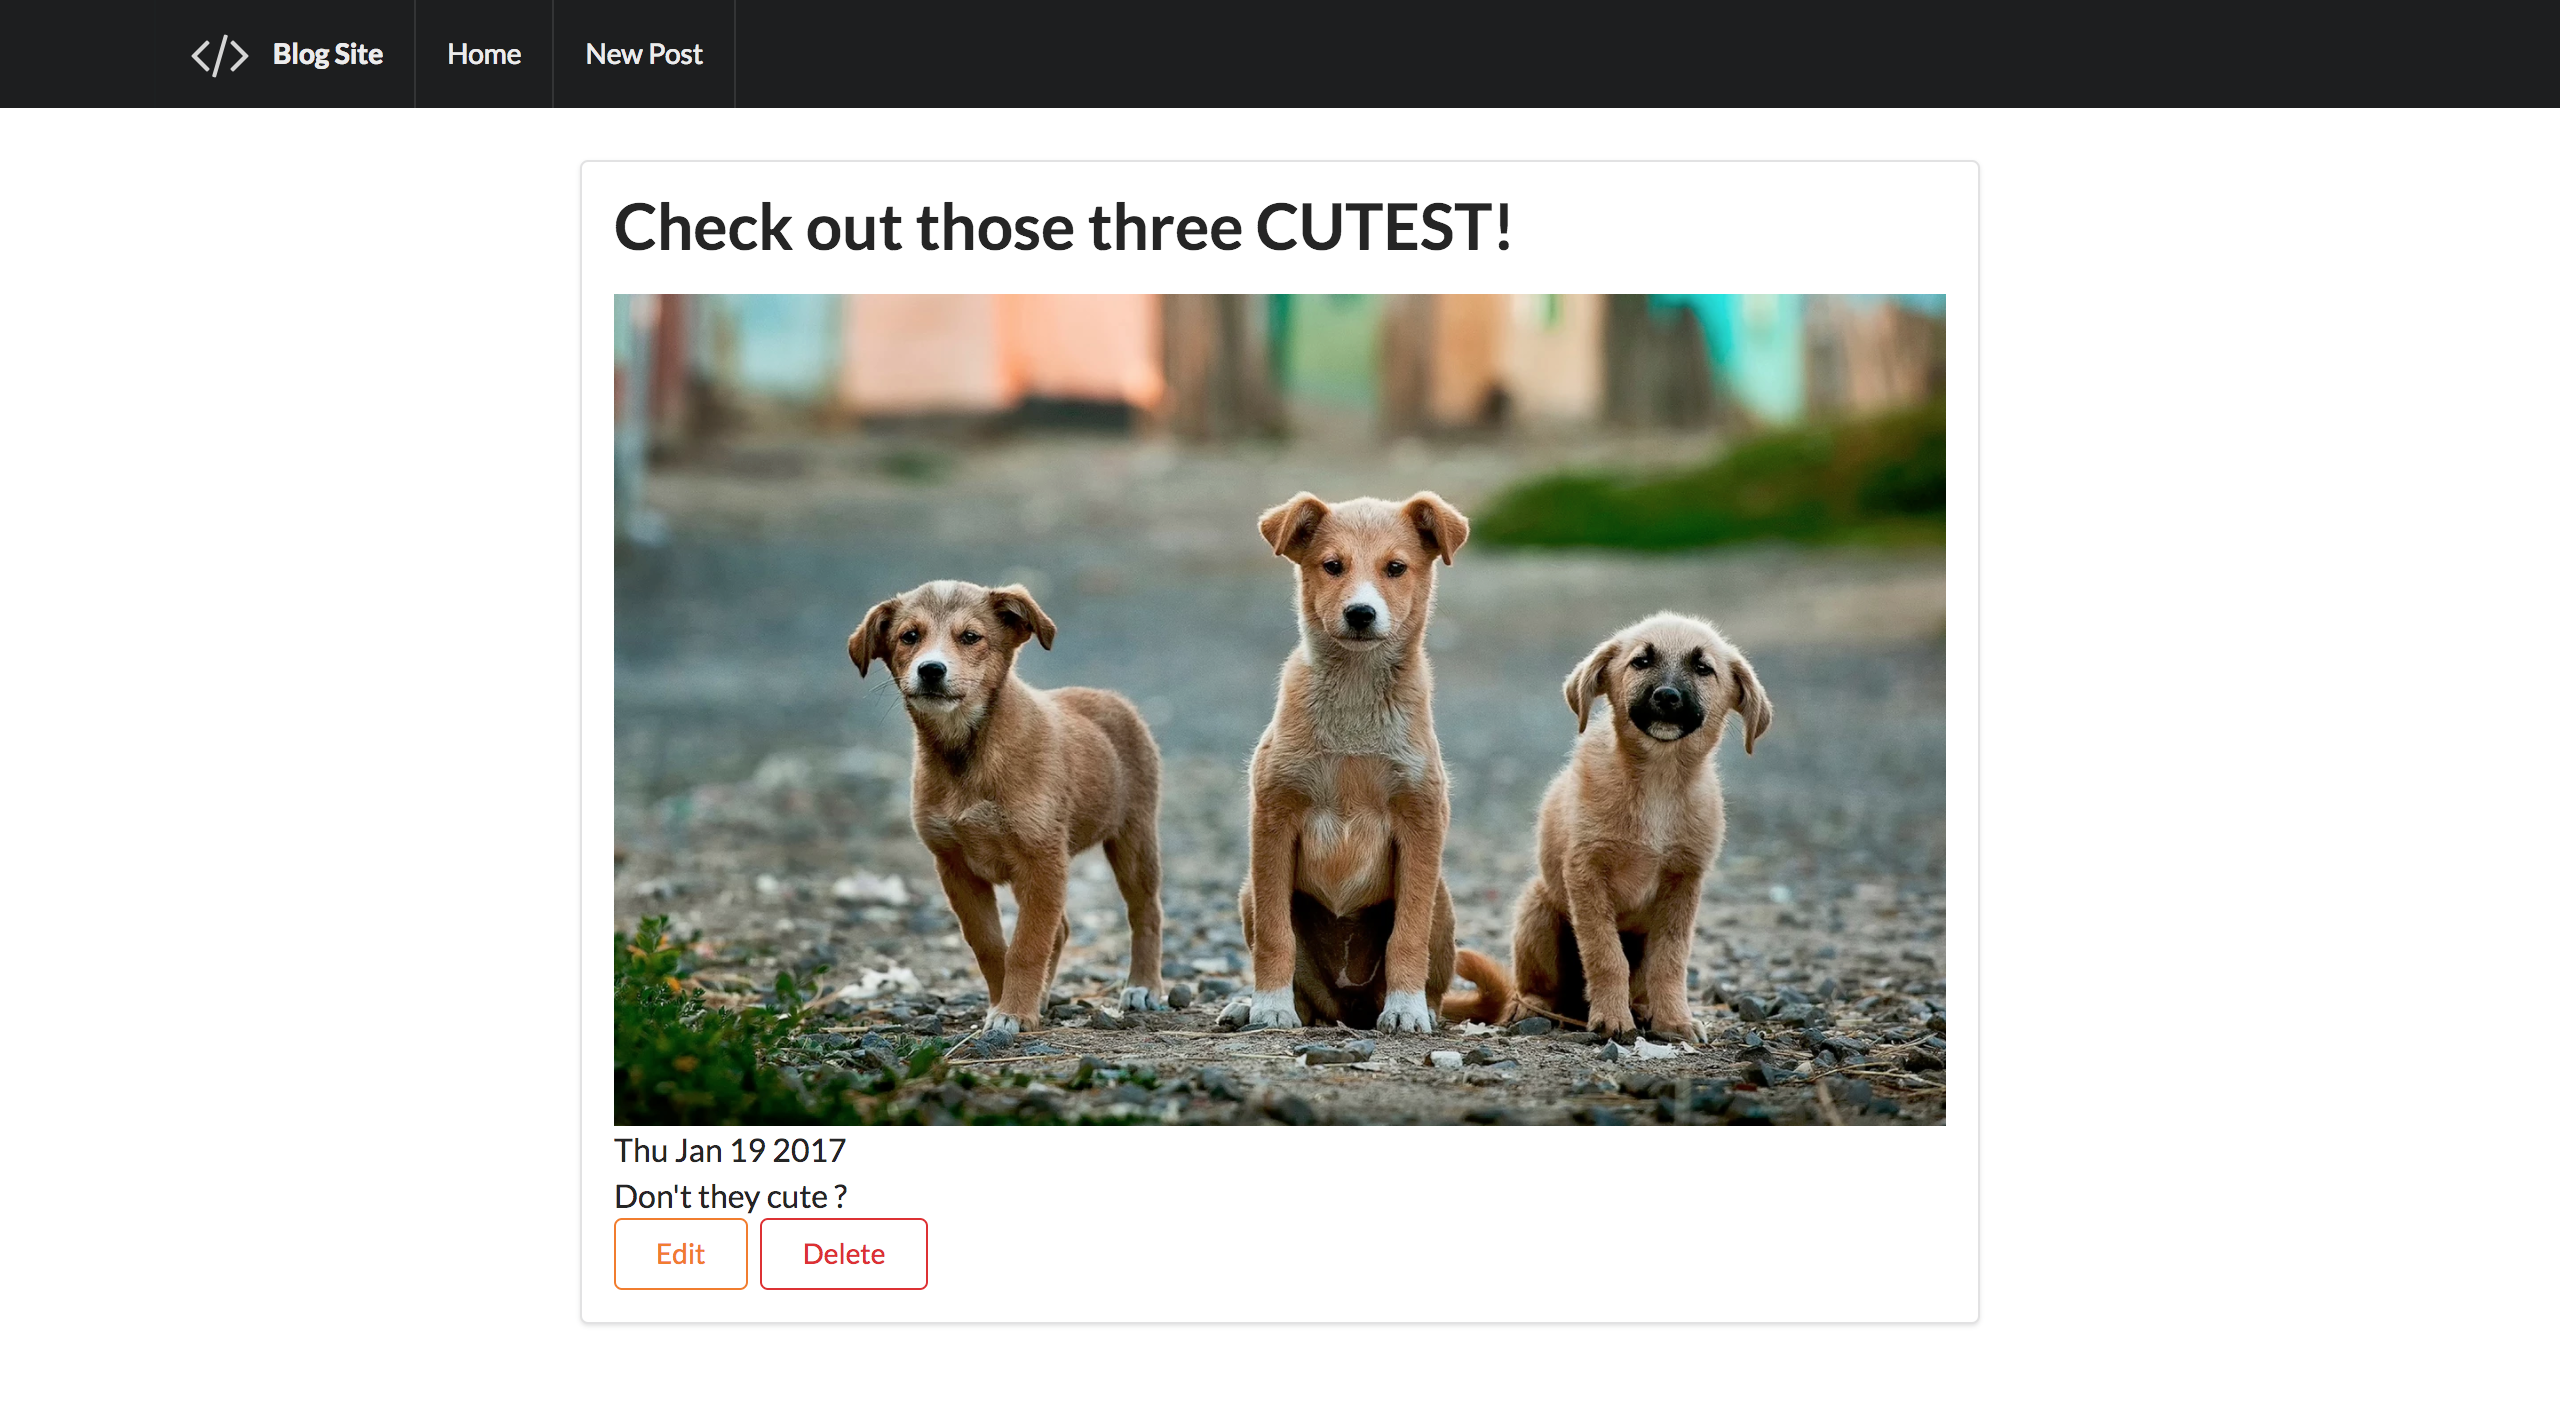 Blog Site
Home
New Post
Check out those three CUTEST!
Thu Jan 19 2017
Don't they cute ?
Edit
Delete